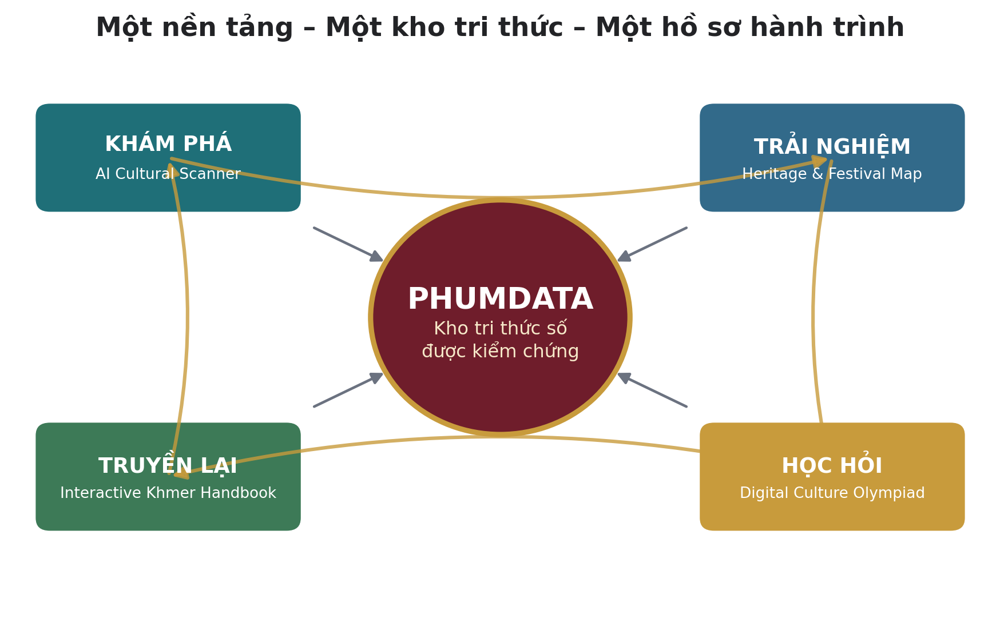 Một nền tảng – Một kho tri thức – Một hồ sơ hành trình
KHÁM PHÁ
AI Cultural Scanner
TRẢI NGHIỆM
Heritage & Festival Map
PHUMDATA
Kho tri thức số
được kiểm chứng
TRUYỀN LẠI
Interactive Khmer Handbook
HỌC HỎI
Digital Culture Olympiad